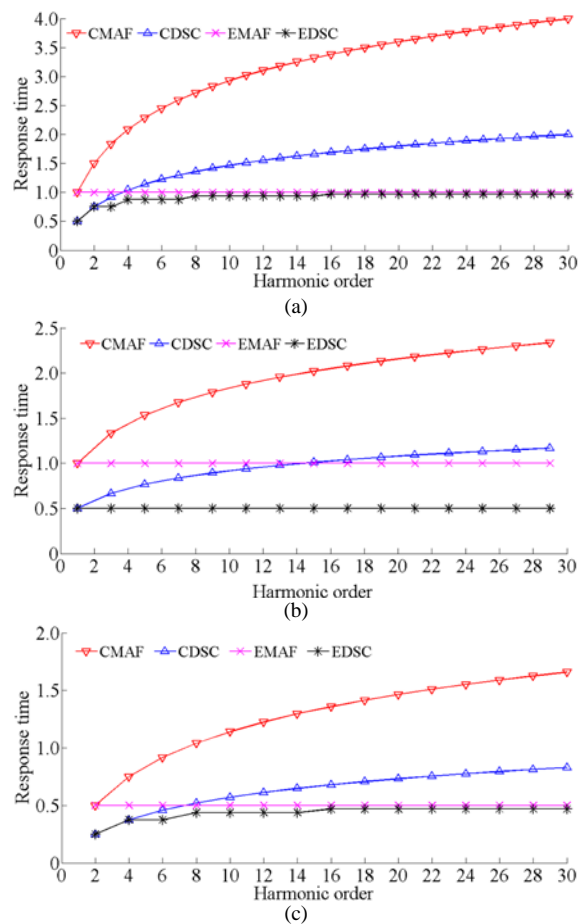 4.0
CMAF CDSC EMAF EDSC
3.5
3.0
2.5
2.0
1.5
1.0
0.5
0
Response time
0 2 4 6 8 10 12 14 16 18 20 22 24 26 28 30
Harmonic order
(a)
2.5
CMAF CDSC EMAF EDSC
2.0
1.5
1.0
0.5
0
Response time
0 2 4 6 8 10 12 14 16 18 20 22 24 26 28 30
Harmonic order
(b)
2.0
CMAF CDSC EMAF EDSC
1.5
1.0
0.5
0
Response time
0 2 4 6 8 10 12 14 16 18 20 22 24 26 28 30
Harmonic order
(c)